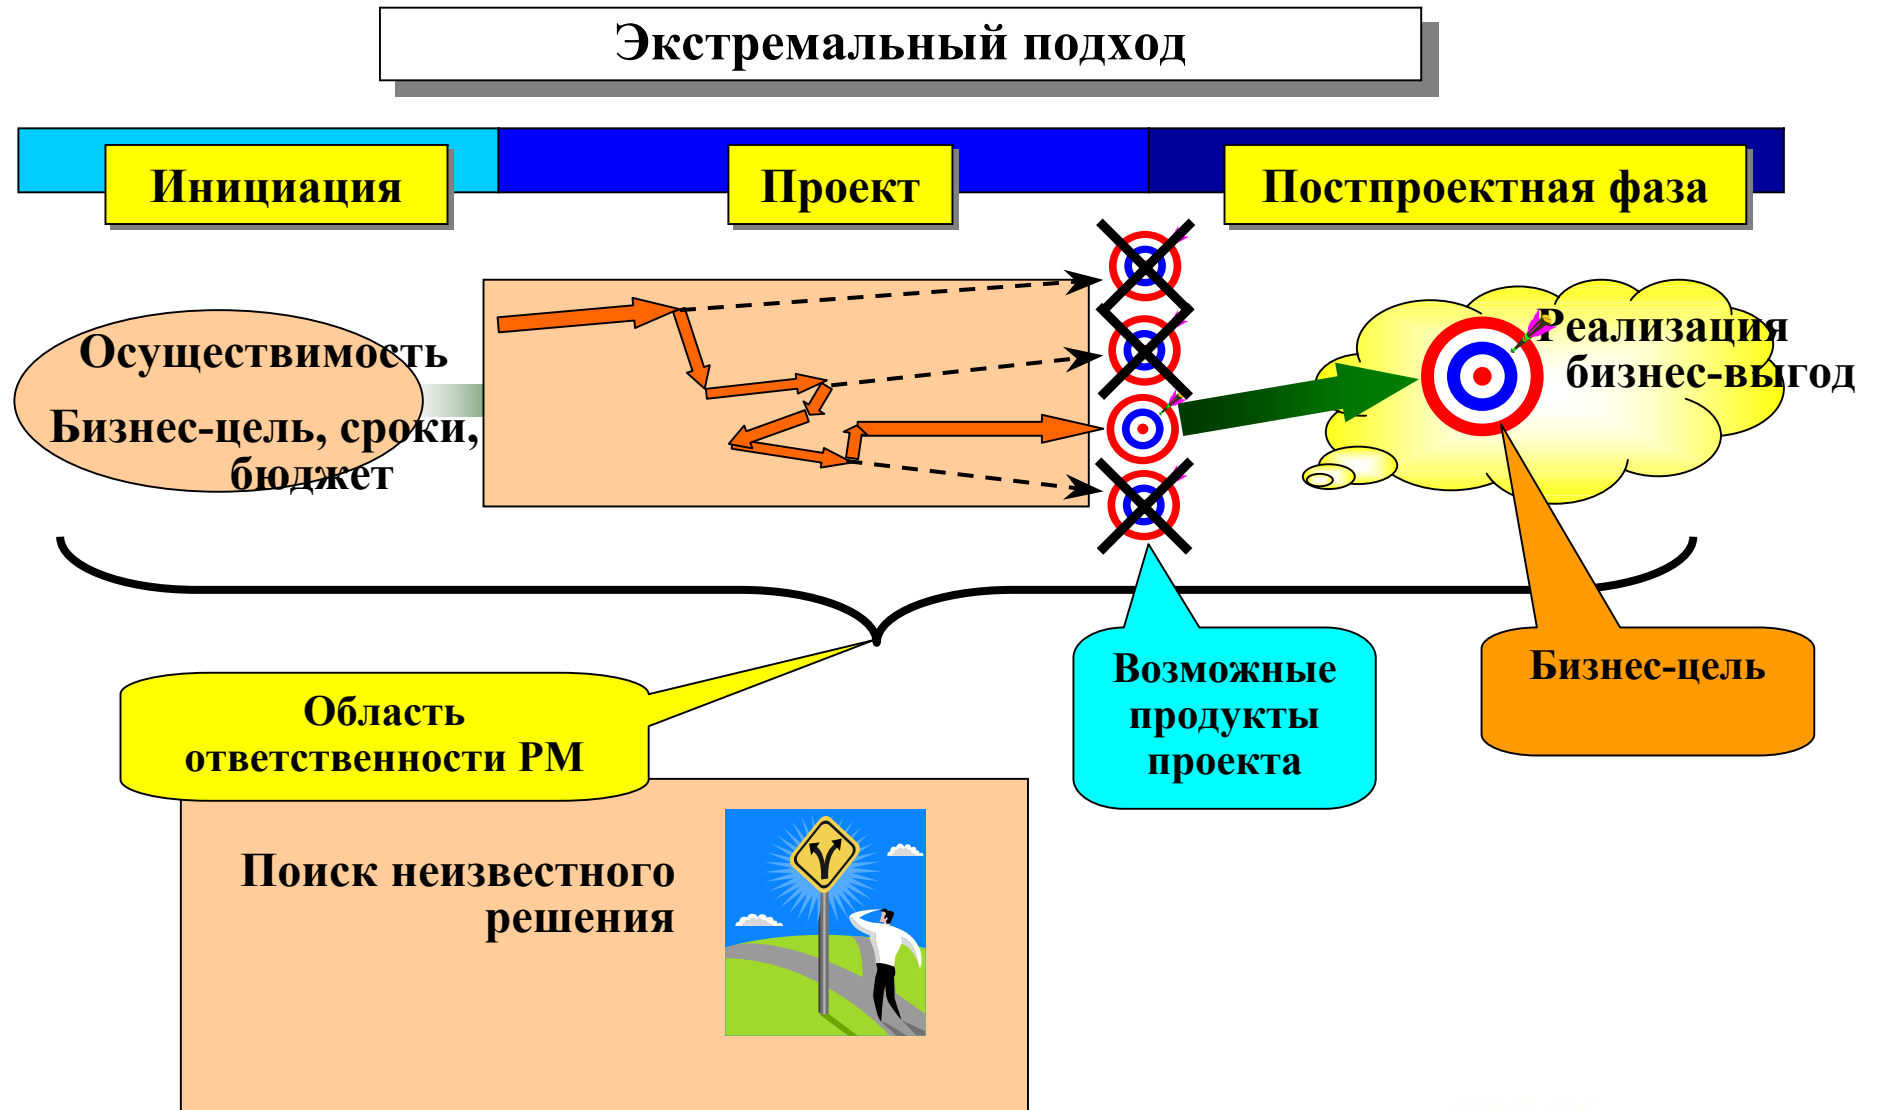 Экстремальный подход
Инициация
Проект
Постпроектная фаза
Осуществимость
Бизнес-цель, сроки,
бюджет
Реализация
бизнес-выгод
Область
ответственности РМ
Возможные
продукты
проекта
Бизнес-цель
Поиск неизвестного
решения